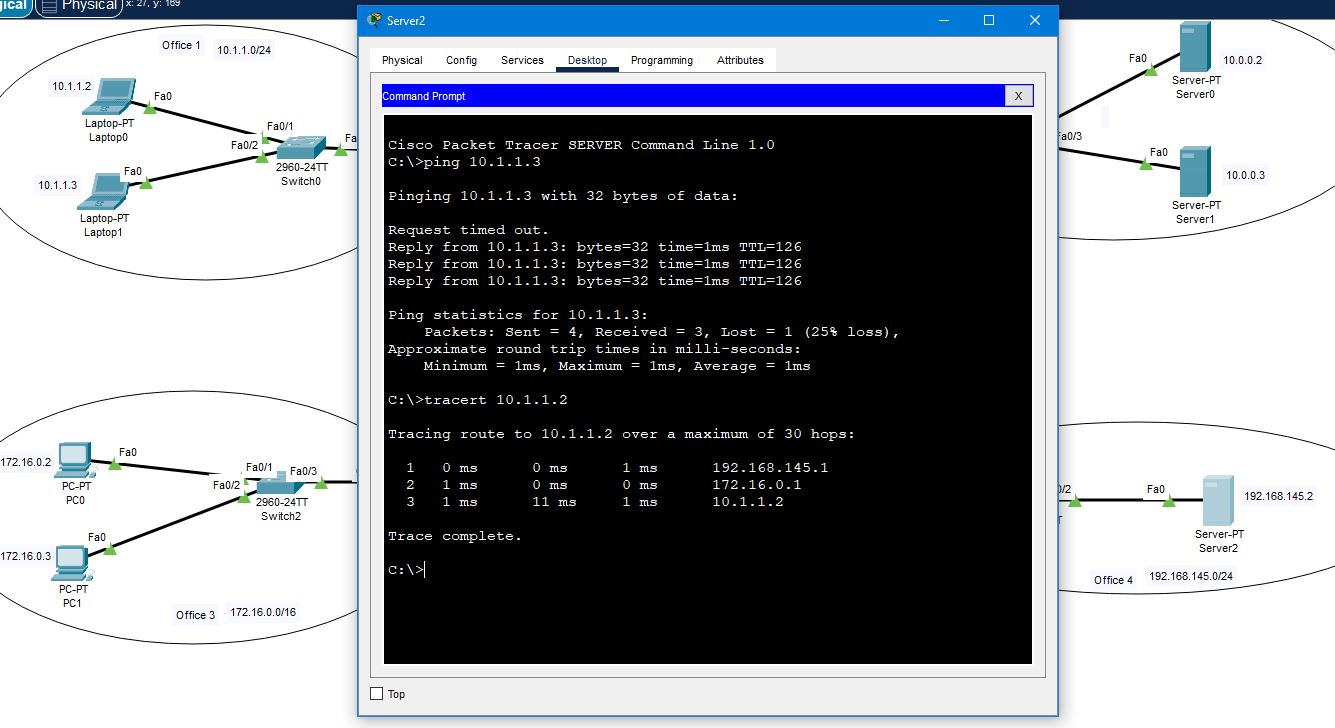 gical Physical x: 27, y: 169
Server2
Physical Config Services Desktop Programming Attributes
Command Prompt X
Cisco Packet Tracer SERVER Command Line 1.0
C:\>ping 10.1.1.3
Pinging 10.1.1.3 with 32 bytes of data:
Request timed out.
Reply from 10.1.1.3: bytes=32 time=1ms TTL=126
Reply from 10.1.1.3: bytes=32 time=1ms TTL=126
Reply from 10.1.1.3: bytes=32 time=1ms TTL=126
Ping statistics for 10.1.1.3:
Packets: Sent = 4, Received = 3, Lost = 1 (25% loss),
Approximate round trip times in milli-seconds:
Minimum = 1ms, Maximum = 1ms, Average = 1ms
C:\>tracert 10.1.1.2
Tracing route to 10.1.1.2 over a maximum of 30 hops:
1 0 ms 0 ms 1 ms 192.168.145.1
2 1 ms 0 ms 0 ms 172.16.0.1
3 1 ms 11 ms 1 ms 10.1.1.2
Trace complete.
C:\>
Top
Office 1 10.1.1.0/24
10.1.1.2
Fa0
Laptop-PT
Laptop0
Fa0/1
Fa0/2
Fa
2960-24TT
Switch0
10.1.1.3
Fa0
Laptop-PT
Laptop1
172.16.0.2
Fa0
PC-PT
PC0
Fa0/1
Fa0/3
Fa0/2
2960-24TT
Switch2
172.16.0.3
Fa0
PC-PT
PC1
Office 3 172.16.0.0/16
Fa0
10.0.0.2
Server-PT
Server0
a0/3
Fa0
10.0.0.3
Server-PT
Server1
0/2
Fa0
192.168.145.2
T
Server-PT
Server2
Office 4 192.168.145.0/24